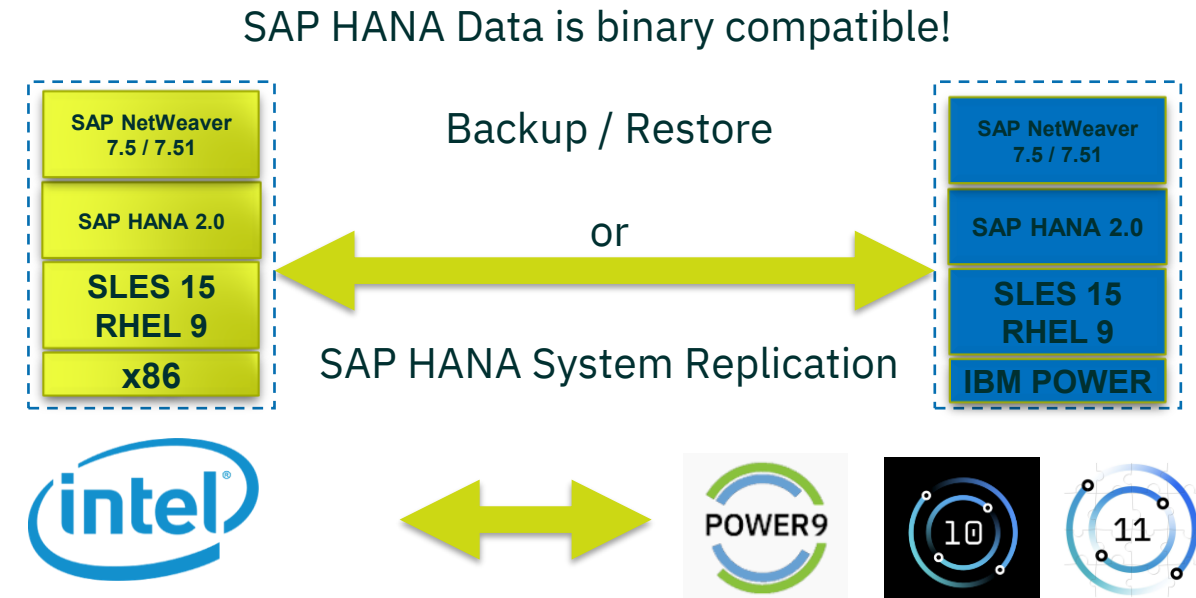 SAP HANA Data is binary compatible!
SAP NetWeaver
7.5 / 7.51
SAP HANA 2.0
SLES 15
RHEL 9
x86
Backup / Restore
or
SAP HANA System Replication
SAP NetWeaver
7.5 / 7.51
SAP HANA 2.0
SLES 15
RHEL 9
IBM POWER
intel®
POWER9
10
11